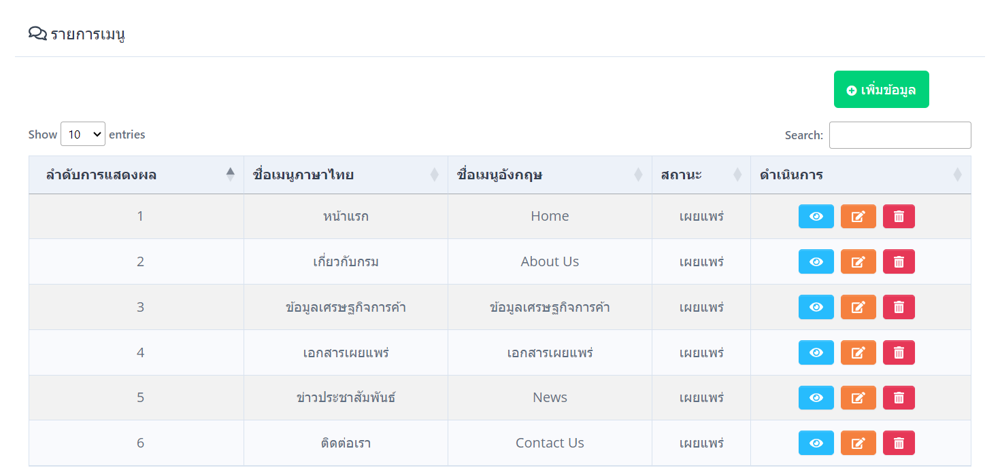 รายการเมนู
เพิ่มข้อมูล
Show 10 entries Search:
ลำดับการแสดงผล ชื่อเมนูภาษาไทย ชื่อเมนูอังกฤษ สถานะ ดำเนินการ
1 หน้าแรก Home เผยแพร่
2 เกี่ยวกับกรม About Us เผยแพร่
3 ข้อมูลเศรษฐกิจการค้า ข้อมูลเศรษฐกิจการค้า เผยแพร่
4 เอกสารเผยแพร่ เอกสารเผยแพร่ เผยแพร่
5 ข่าวประชาสัมพันธ์ News เผยแพร่
6 ติดต่อเรา Contact Us เผยแพร่